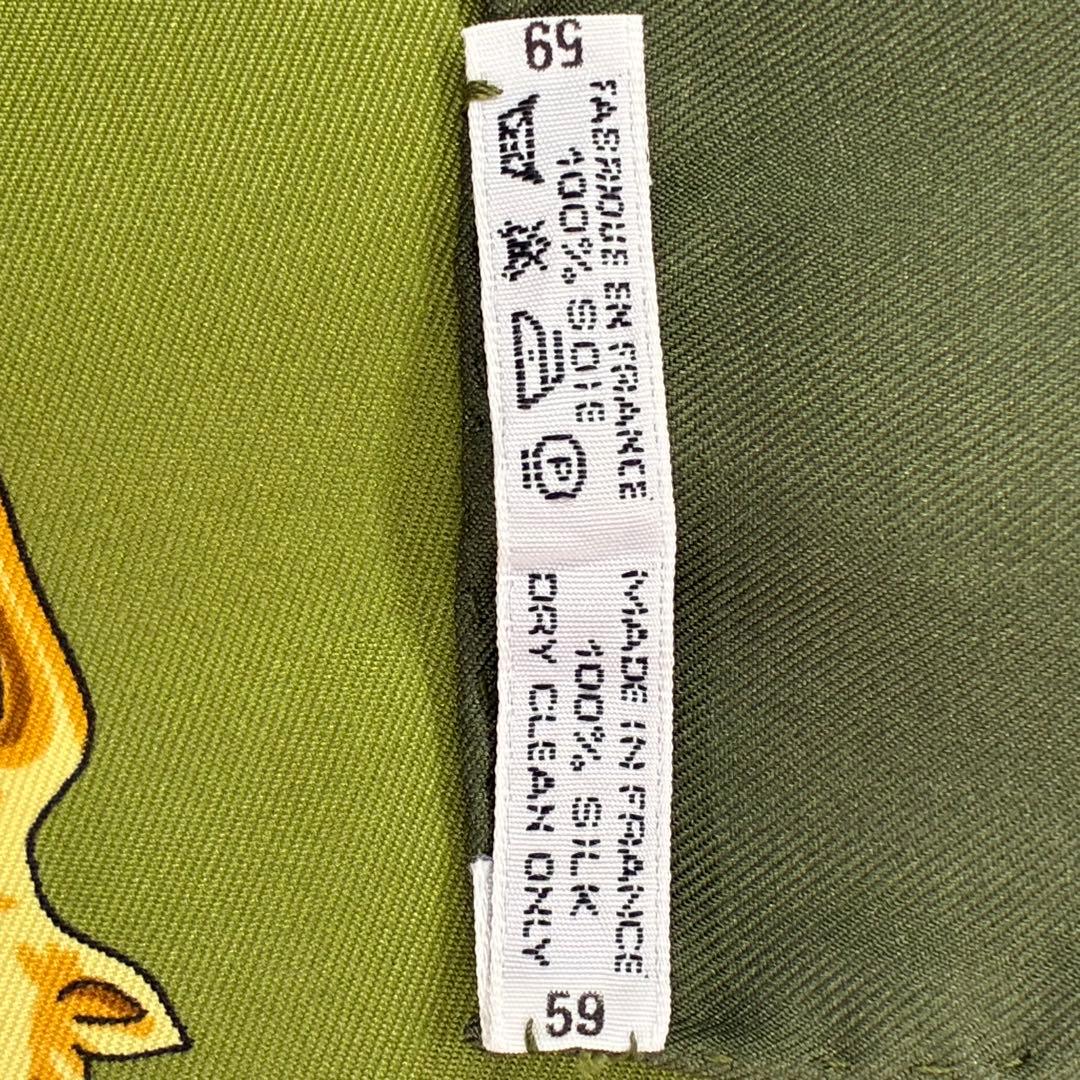 59
FABRIQUE EN FRANCE
100% SOIE
P
MADE IN FRANCE
100% SILK
DRY CLEAN ONLY
59